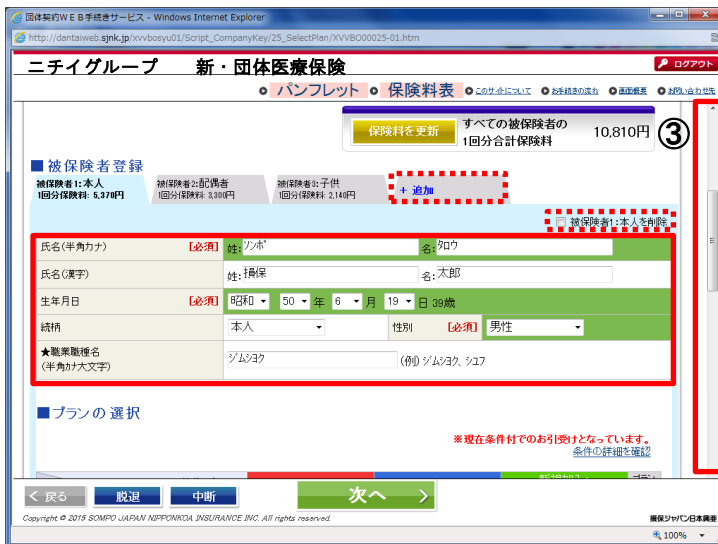 団体契約ＷＥＢ手続きサービス - Windows Internet Explorer
http://dantaiweb.sjnk.jp/xvvbosyu01/Script_CompanyKey/25_SelectPlan/XVVBO00025-01.htm
ニチイグループ 新・団体医療保険
ログアウト
パンフレット 保険料表 このサイトについて お手続きの流れ 画面概要 お問い合わせ先
保険料を更新 すべての被保険者の 1回分合計保険料 10,810円 ③
■被保険者登録
被保険者1:本人 被保険者2:配偶者 被保険者3:子供 + 追加
1回分保険料: 5,370円 1回分保険料: 3,300円 1回分保険料: 2,140円
被保険者1:本人を削除
氏名(半角カナ) [必須] 姓: ソンポ 名: タロウ
氏名(漢字) 姓: 損保 名: 太郎
生年月日 [必須] 昭和 50 年 6 月 19 日 39歳
続柄 本人 性別 [必須] 男性
★職業職種名
(半角カナ大文字) ジムショク (例) ジムショク、シユフ
■プランの選択
※現在条件付でのお引受けとなっています。
条件の詳細を確認
< 戻る 脱退 中断 次へ >
Copyright © 2015 SOMPO JAPAN NIPPONKOA INSURANCE INC. All rights reserved.
損保ジャパン日本興亜
100%